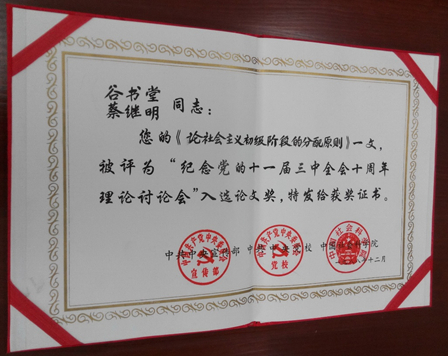 谷书堂
蔡继明 同志:
您的《论社会主义初级阶段的分配原则》一文,
被评为“纪念党的十一届三中全会十周年
理论讨论会”入选论文奖,特发给获奖证书。
中共中央宣传部 中共中央党校 中国社会科学院
十二月